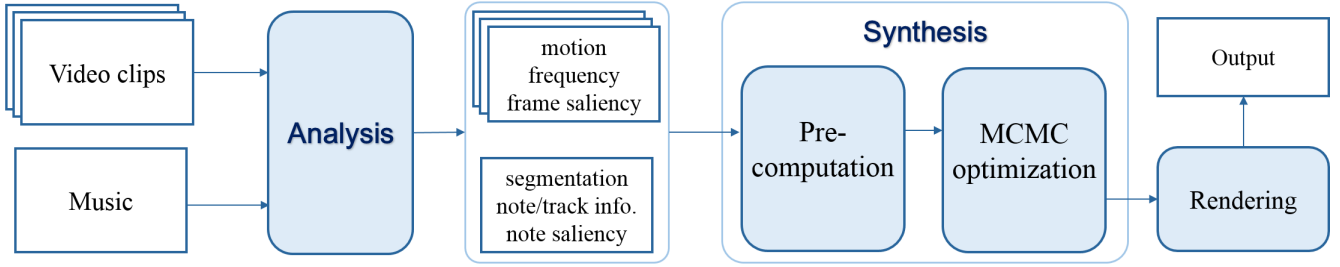 Video clips
Music
Analysis
motion
frequency
frame saliency
segmentation
note/track info.
note saliency
Synthesis
Pre-
computation
MCMC
optimization
Output
Rendering